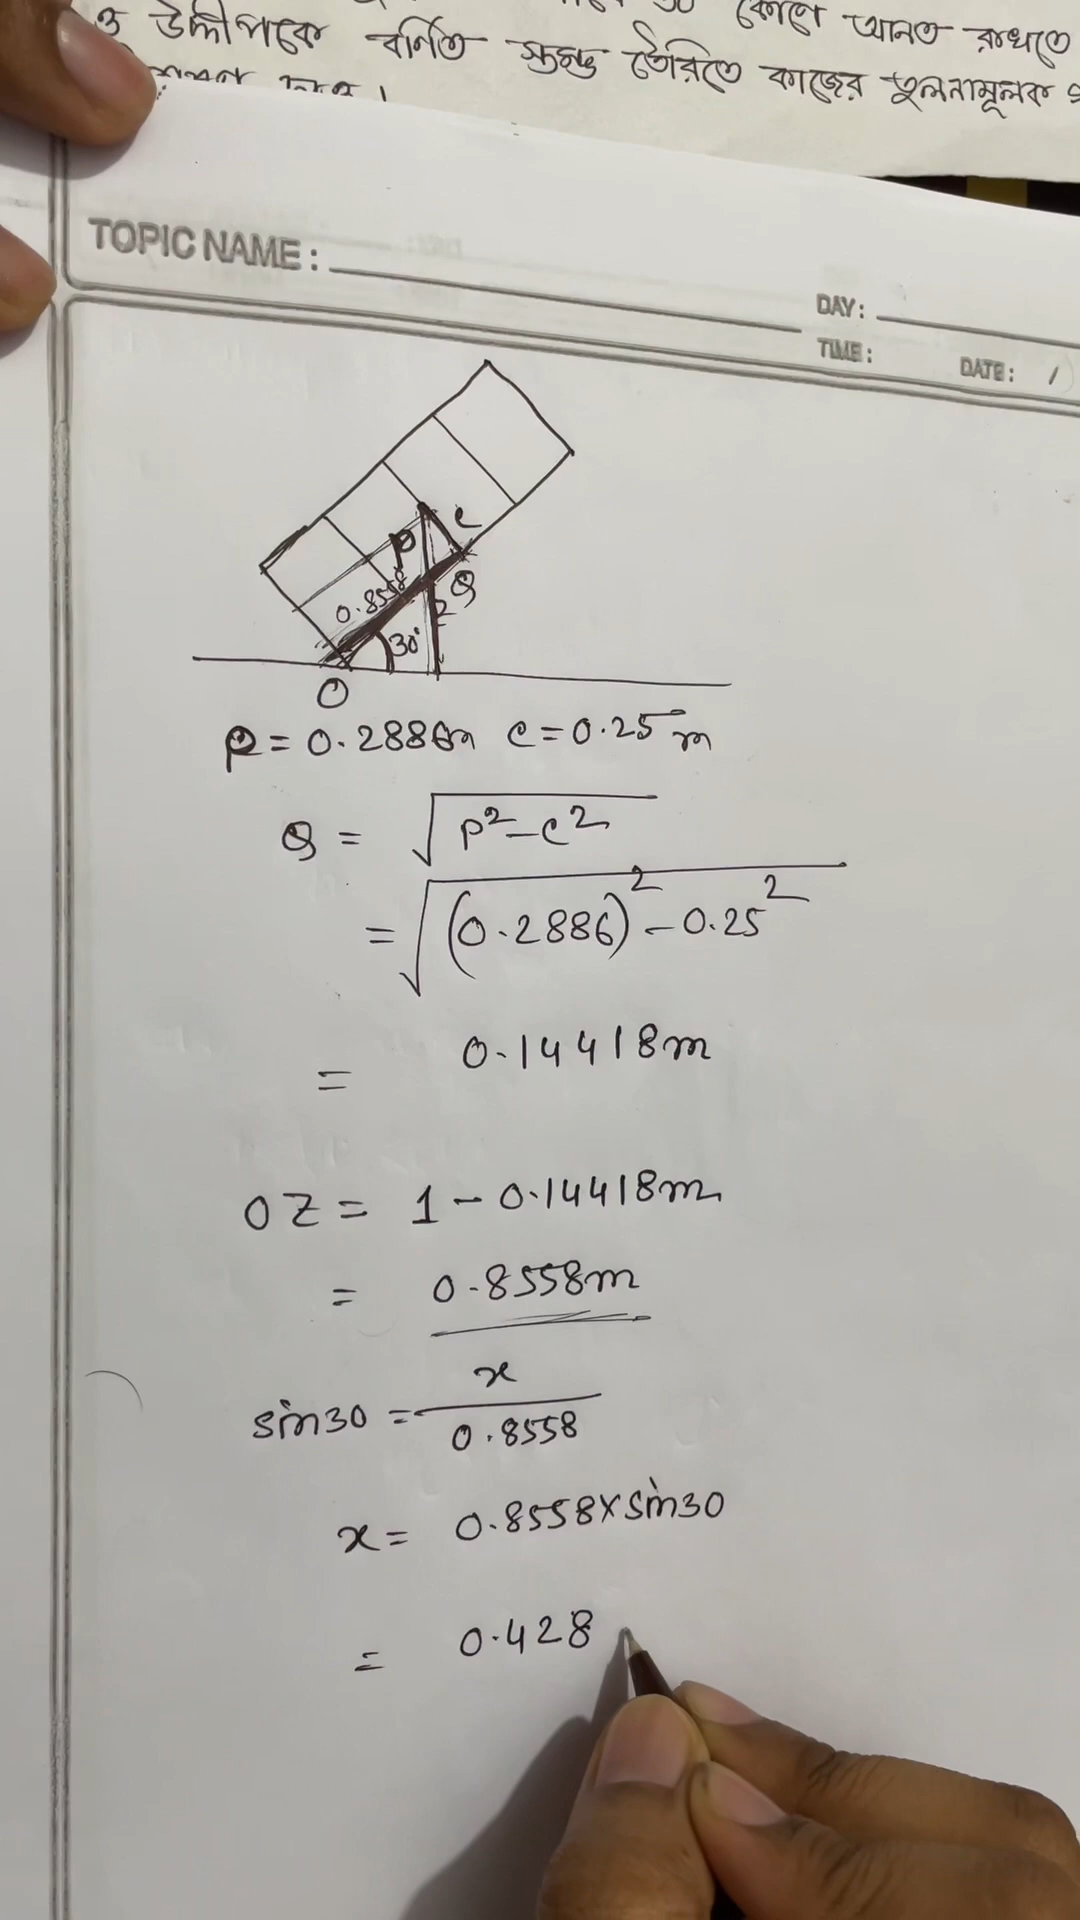 কোণে আনত রাখতে
উদ্দীপকে বর্ণিত স্তম্ভ তৈরিতে কাজের তুলনামূলক
TOPIC NAME :
DAY :
TIME :
DATE : /
P
c
0.8558
Q
Z
30°
O
P = 0.2886m c = 0.25 m
Q = √P² - c²
= √(0.2886)² - 0.25²
= 0.14418m
OZ = 1 - 0.14418m
= 0.8558m
sin30 = x / 0.8558
x = 0.8558 × sin30
= 0.428